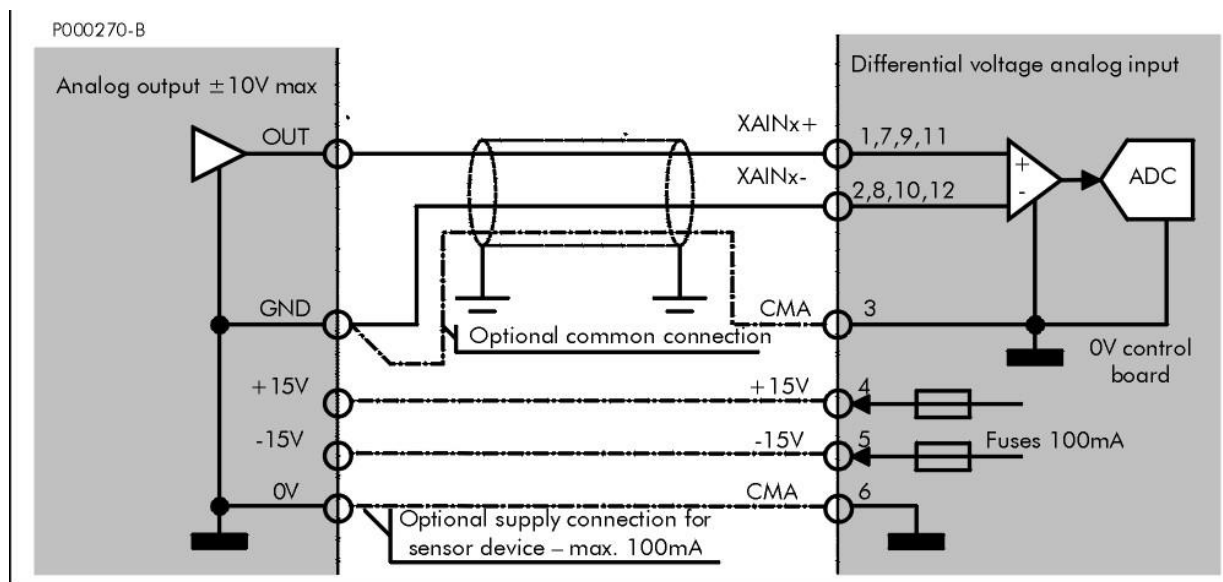 P000270-B
Analog output ±10V max
Differential voltage analog input
OUT
XAINx+
1,7,9,11
XAINx-
2,8,10,12
+
-
ADC
GND
CMA
3
Optional common connection
0V control
board
+15V
+15V
4
-15V
-15V
5
Fuses 100mA
0V
CMA
6
Optional supply connection for
sensor device – max. 100mA